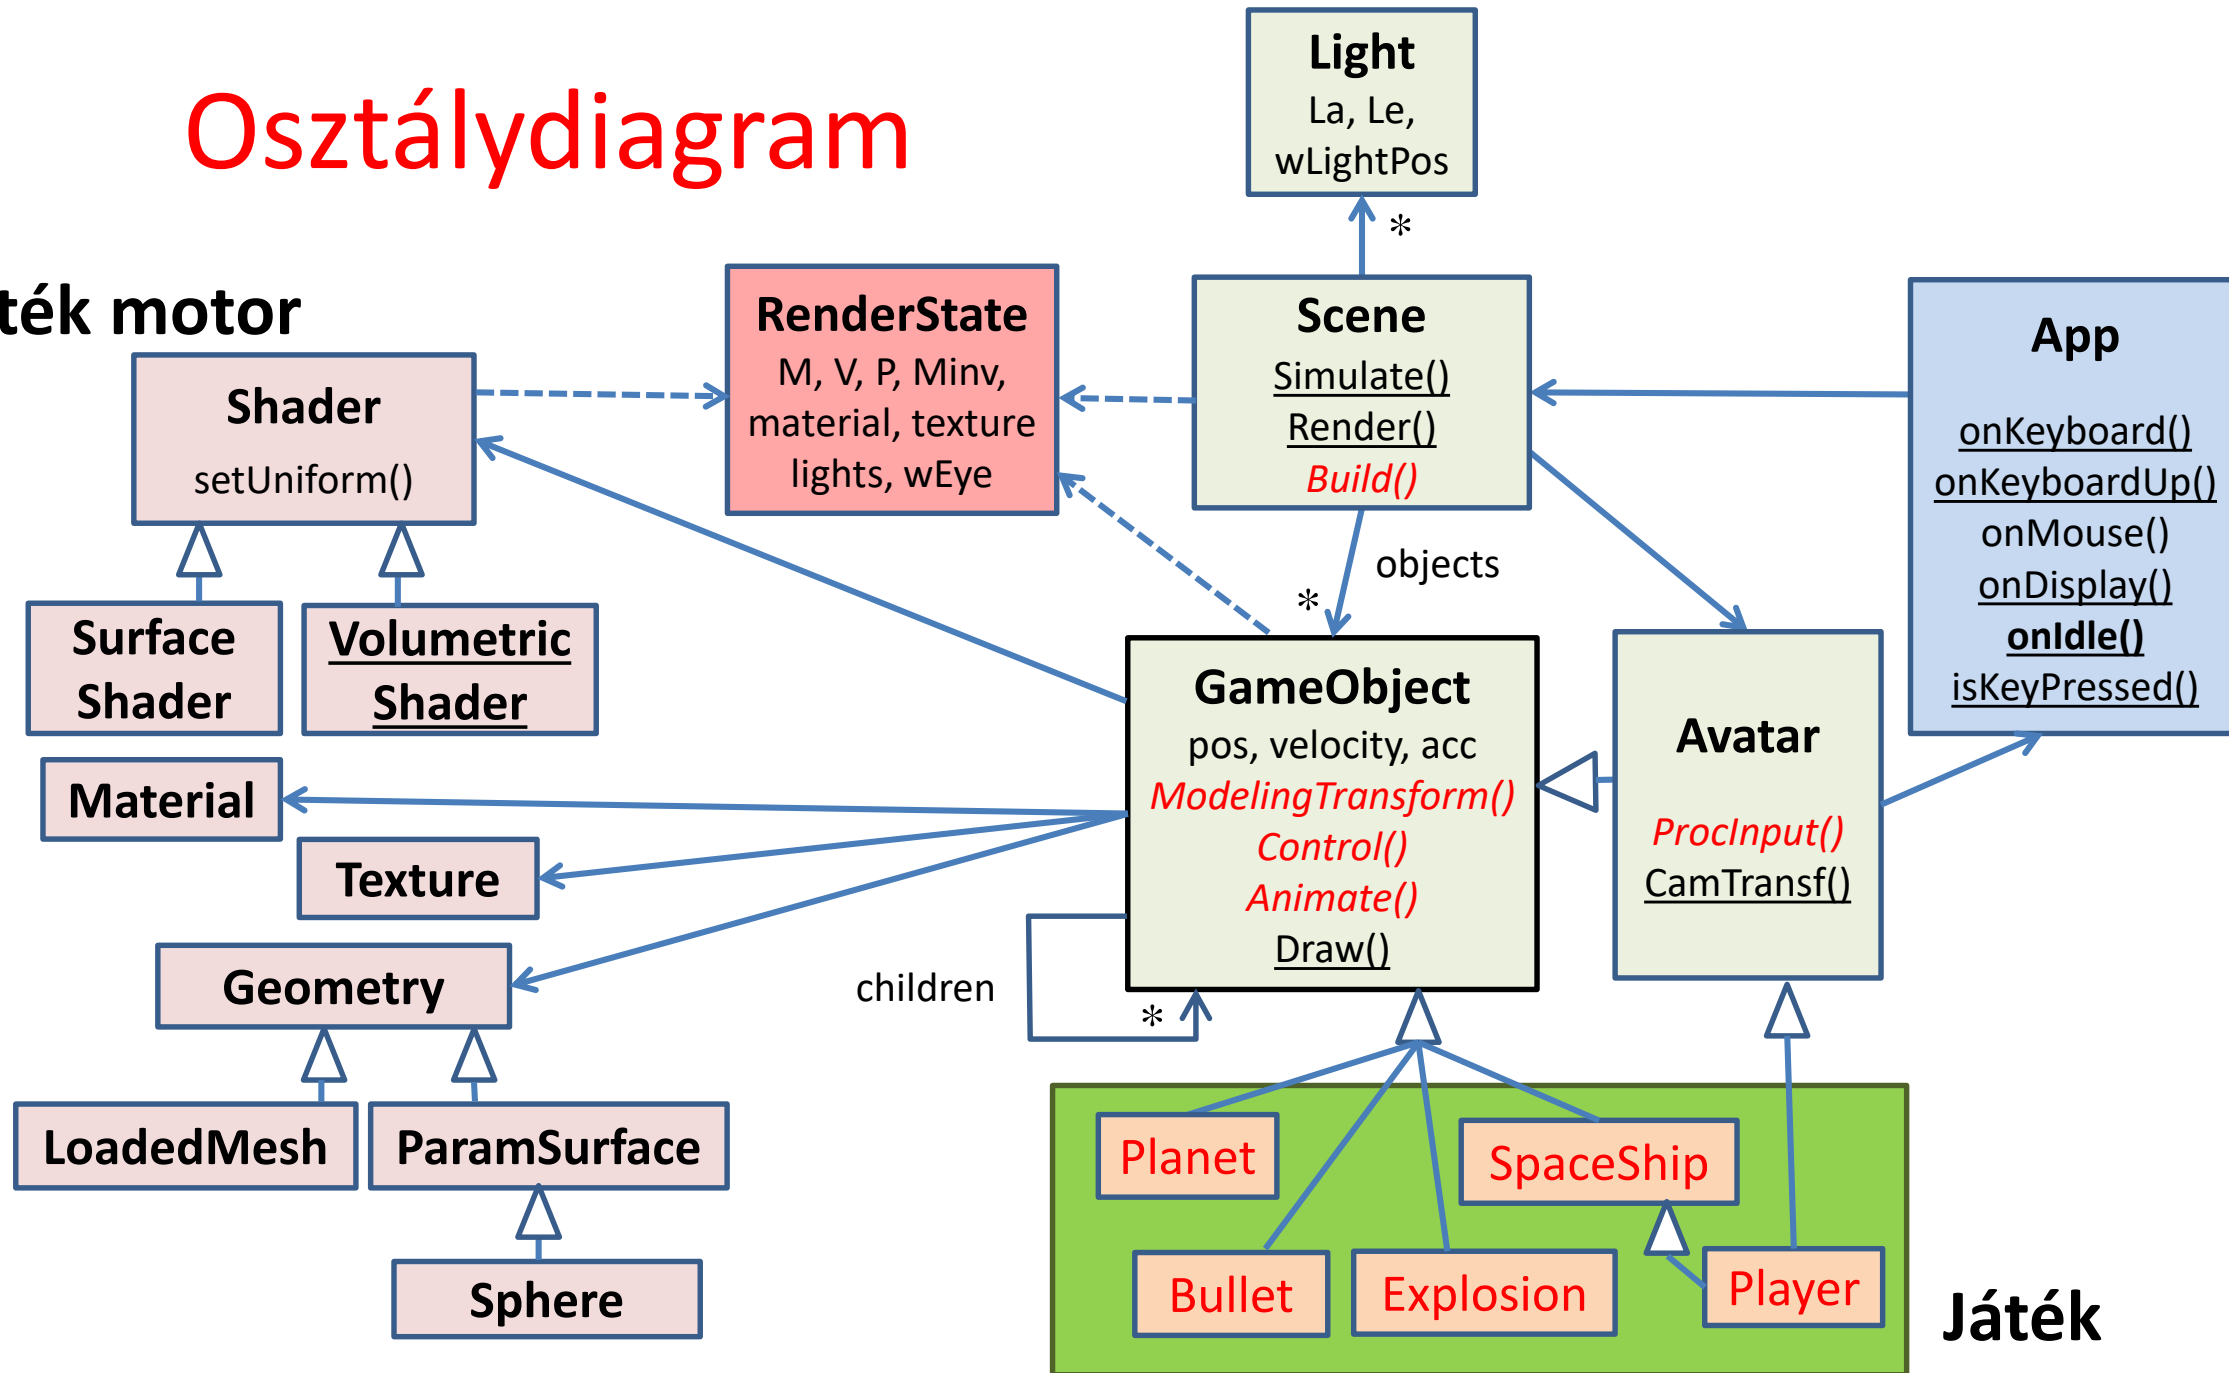 Osztálydiagram
Light
La, Le,
wLightPos
*
ték motor
RenderState
M, V, P, Minv,
material, texture
lights, wEye
Scene
Simulate()
Render()
Build()
App
onKeyboard()
onKeyboardUp()
onMouse()
onDisplay()
onIdle()
isKeyPressed()
Shader
setUniform()
objects
*
Surface
Shader
Volumetric
Shader
GameObject
pos, velocity, acc
ModelingTransform()
Control()
Animate()
Draw()
Avatar
ProcInput()
CamTransf()
Material
Texture
Geometry
children
*
LoadedMesh
ParamSurface
Sphere
Planet
SpaceShip
Bullet
Explosion
Player
Játék